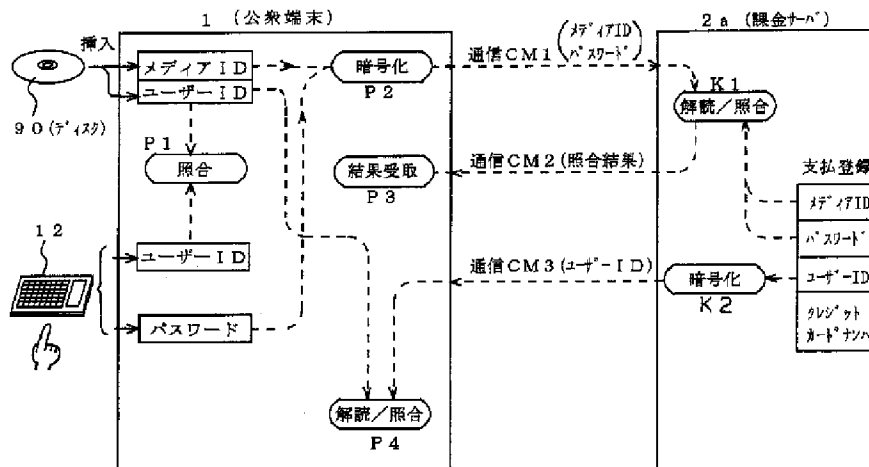 1 (公衆端末)
2a (課金サーバ)
挿入
メディアID
ユーザーID
90(ディスク)
暗号化
P2
通信CM1 (メディアID
パスワード)
K1
解読/照合
P1
照合
結果受取
P3
通信CM2(照合結果)
支払登録
メディアID
パスワード
ユーザーID
クレジット
12
ユーザーID
パスワード
通信CM3(ユーザーID)
暗号化
K2
解読/照合
P4